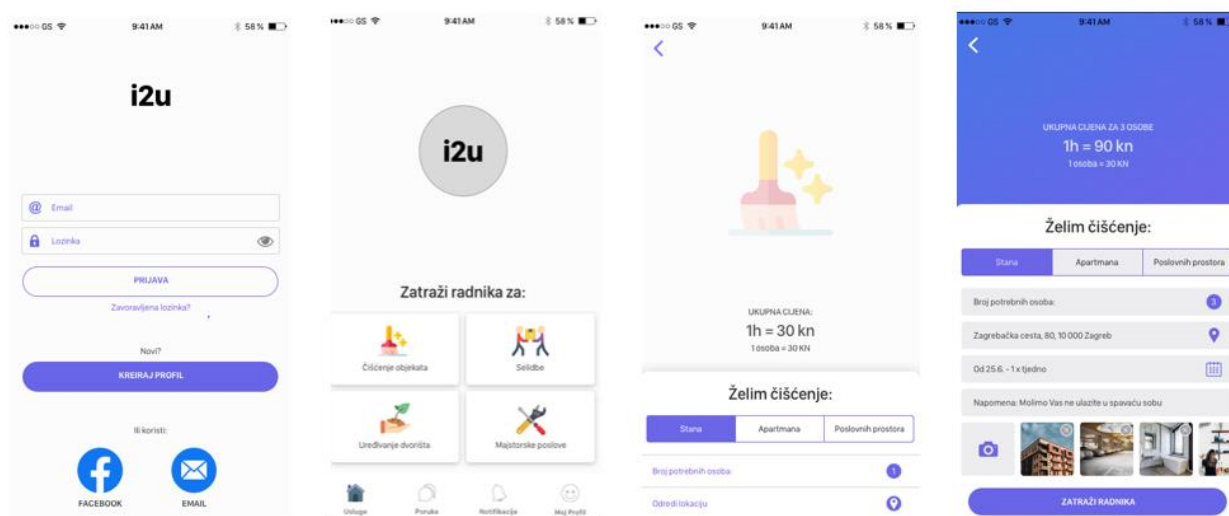 GS 9:41 AM 58 %
i2u
@ Email
Lozinka
PRIJAVA
Zavoravljena lozinka?
Novi?
KREIRAJ PROFIL
Ili koristi:
FACEBOOK EMAIL
GS 9:41 AM 58 %
i2u
Zatraži radnika za:
Čišćenje objekata Selidbe
Uređivanje dvorišta Majstorske poslove
Usluge Poruke Notifikacije Moj Profil
GS 9:41 AM 58 %
UKUPNA CIJENA:
1h = 30 kn
1 osoba = 30 KN
Želim čišćenje:
Stana Apartmana Poslovnih prostora
Broj potrebnih osoba: 1
Odredi lokaciju
GS 9:41 AM 58 %
UKUPNA CIJENA ZA 3 OSOBE
1h = 90 kn
1 osoba = 30 KN
Želim čišćenje:
Stana Apartmana Poslovnih prostora
Broj potrebnih osoba: 3
Zagrebačka cesta, 80, 10 000 Zagreb
Od 25.6. - 1 x tjedno
Napomena: Molimo Vas ne ulazite u spavaću sobu
ZATRAŽI RADNIKA